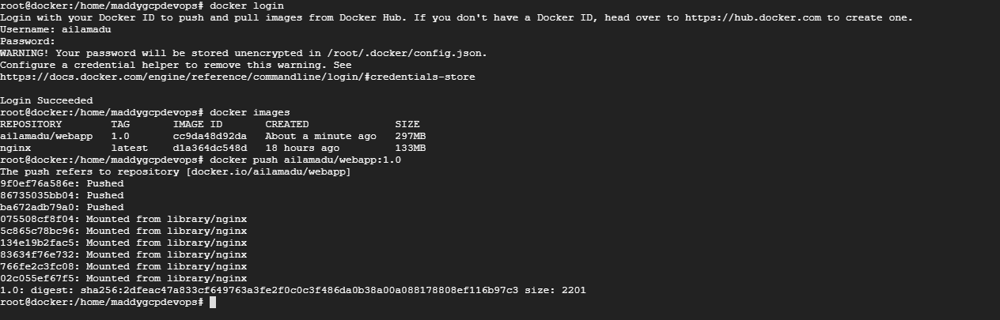 root@docker:/home/maddygcpdevops# docker login
Login with your Docker ID to push and pull images from Docker Hub. If you don't have a Docker ID, head over to https://hub.docker.com to create one.
Username: ailamadu
Password:
WARNING! Your password will be stored unencrypted in /root/.docker/config.json.
Configure a credential helper to remove this warning. See
https://docs.docker.com/engine/reference/commandline/login/#credentials-store
Login Succeeded
root@docker:/home/maddygcpdevops# docker images
REPOSITORY TAG IMAGE ID CREATED SIZE
ailamadu/webapp 1.0 cc9da48d92da About a minute ago 297MB
nginx latest d1a364dc548d 18 hours ago 133MB
root@docker:/home/maddygcpdevops# docker push ailamadu/webapp:1.0
The push refers to repository [docker.io/ailamadu/webapp]
9f0ef76a586e: Pushed
86735035bb04: Pushed
ba672adb79a0: Pushed
075508cf8f04: Mounted from library/nginx
5c865c78bc96: Mounted from library/nginx
134e19b2fac5: Mounted from library/nginx
83634f76e732: Mounted from library/nginx
766fe2c3fc08: Mounted from library/nginx
02c055ef67f5: Mounted from library/nginx
1.0: digest: sha256:2dfeac47a833cf649763a3fe2f0c0c3f486da0b38a00a088178808ef116b97c3 size: 2201
root@docker:/home/maddygcpdevops#